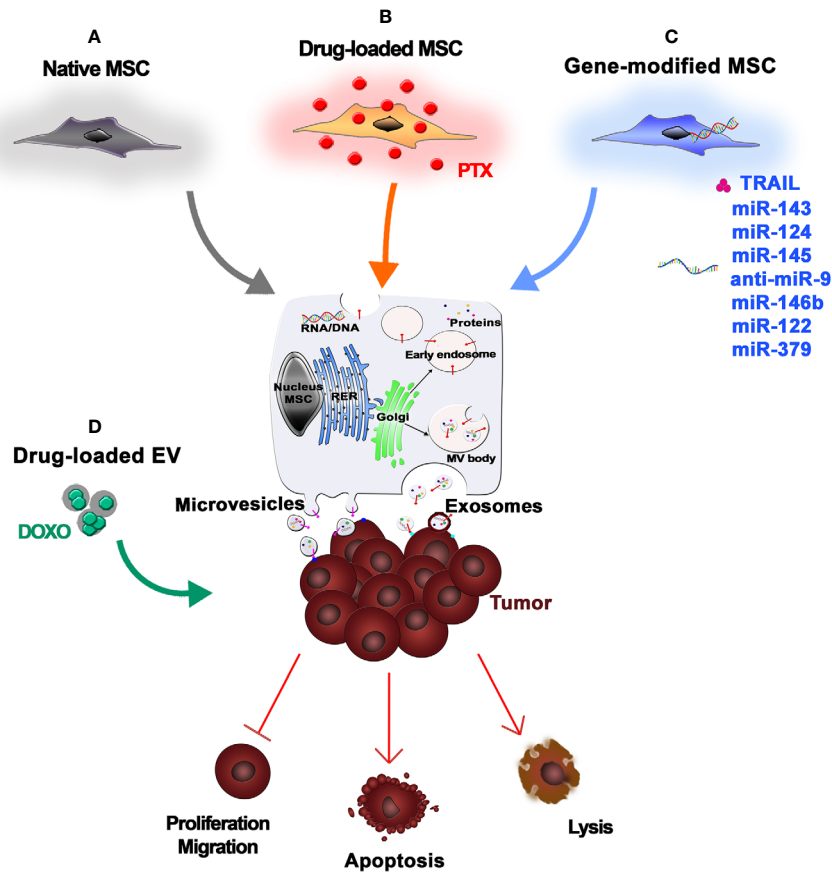 A
Native MSC
B
Drug-loaded MSC
PTX
C
Gene-modified MSC
TRAIL
miR-143
miR-124
miR-145
anti-miR-9
miR-146b
miR-122
miR-379
RNA/DNA
Proteins
Early endosome
Nucleus
MSC
RER
Golgi
MV body
D
Drug-loaded EV
DOXO
Microvesicles
Exosomes
Tumor
Proliferation
Migration
Apoptosis
Lysis